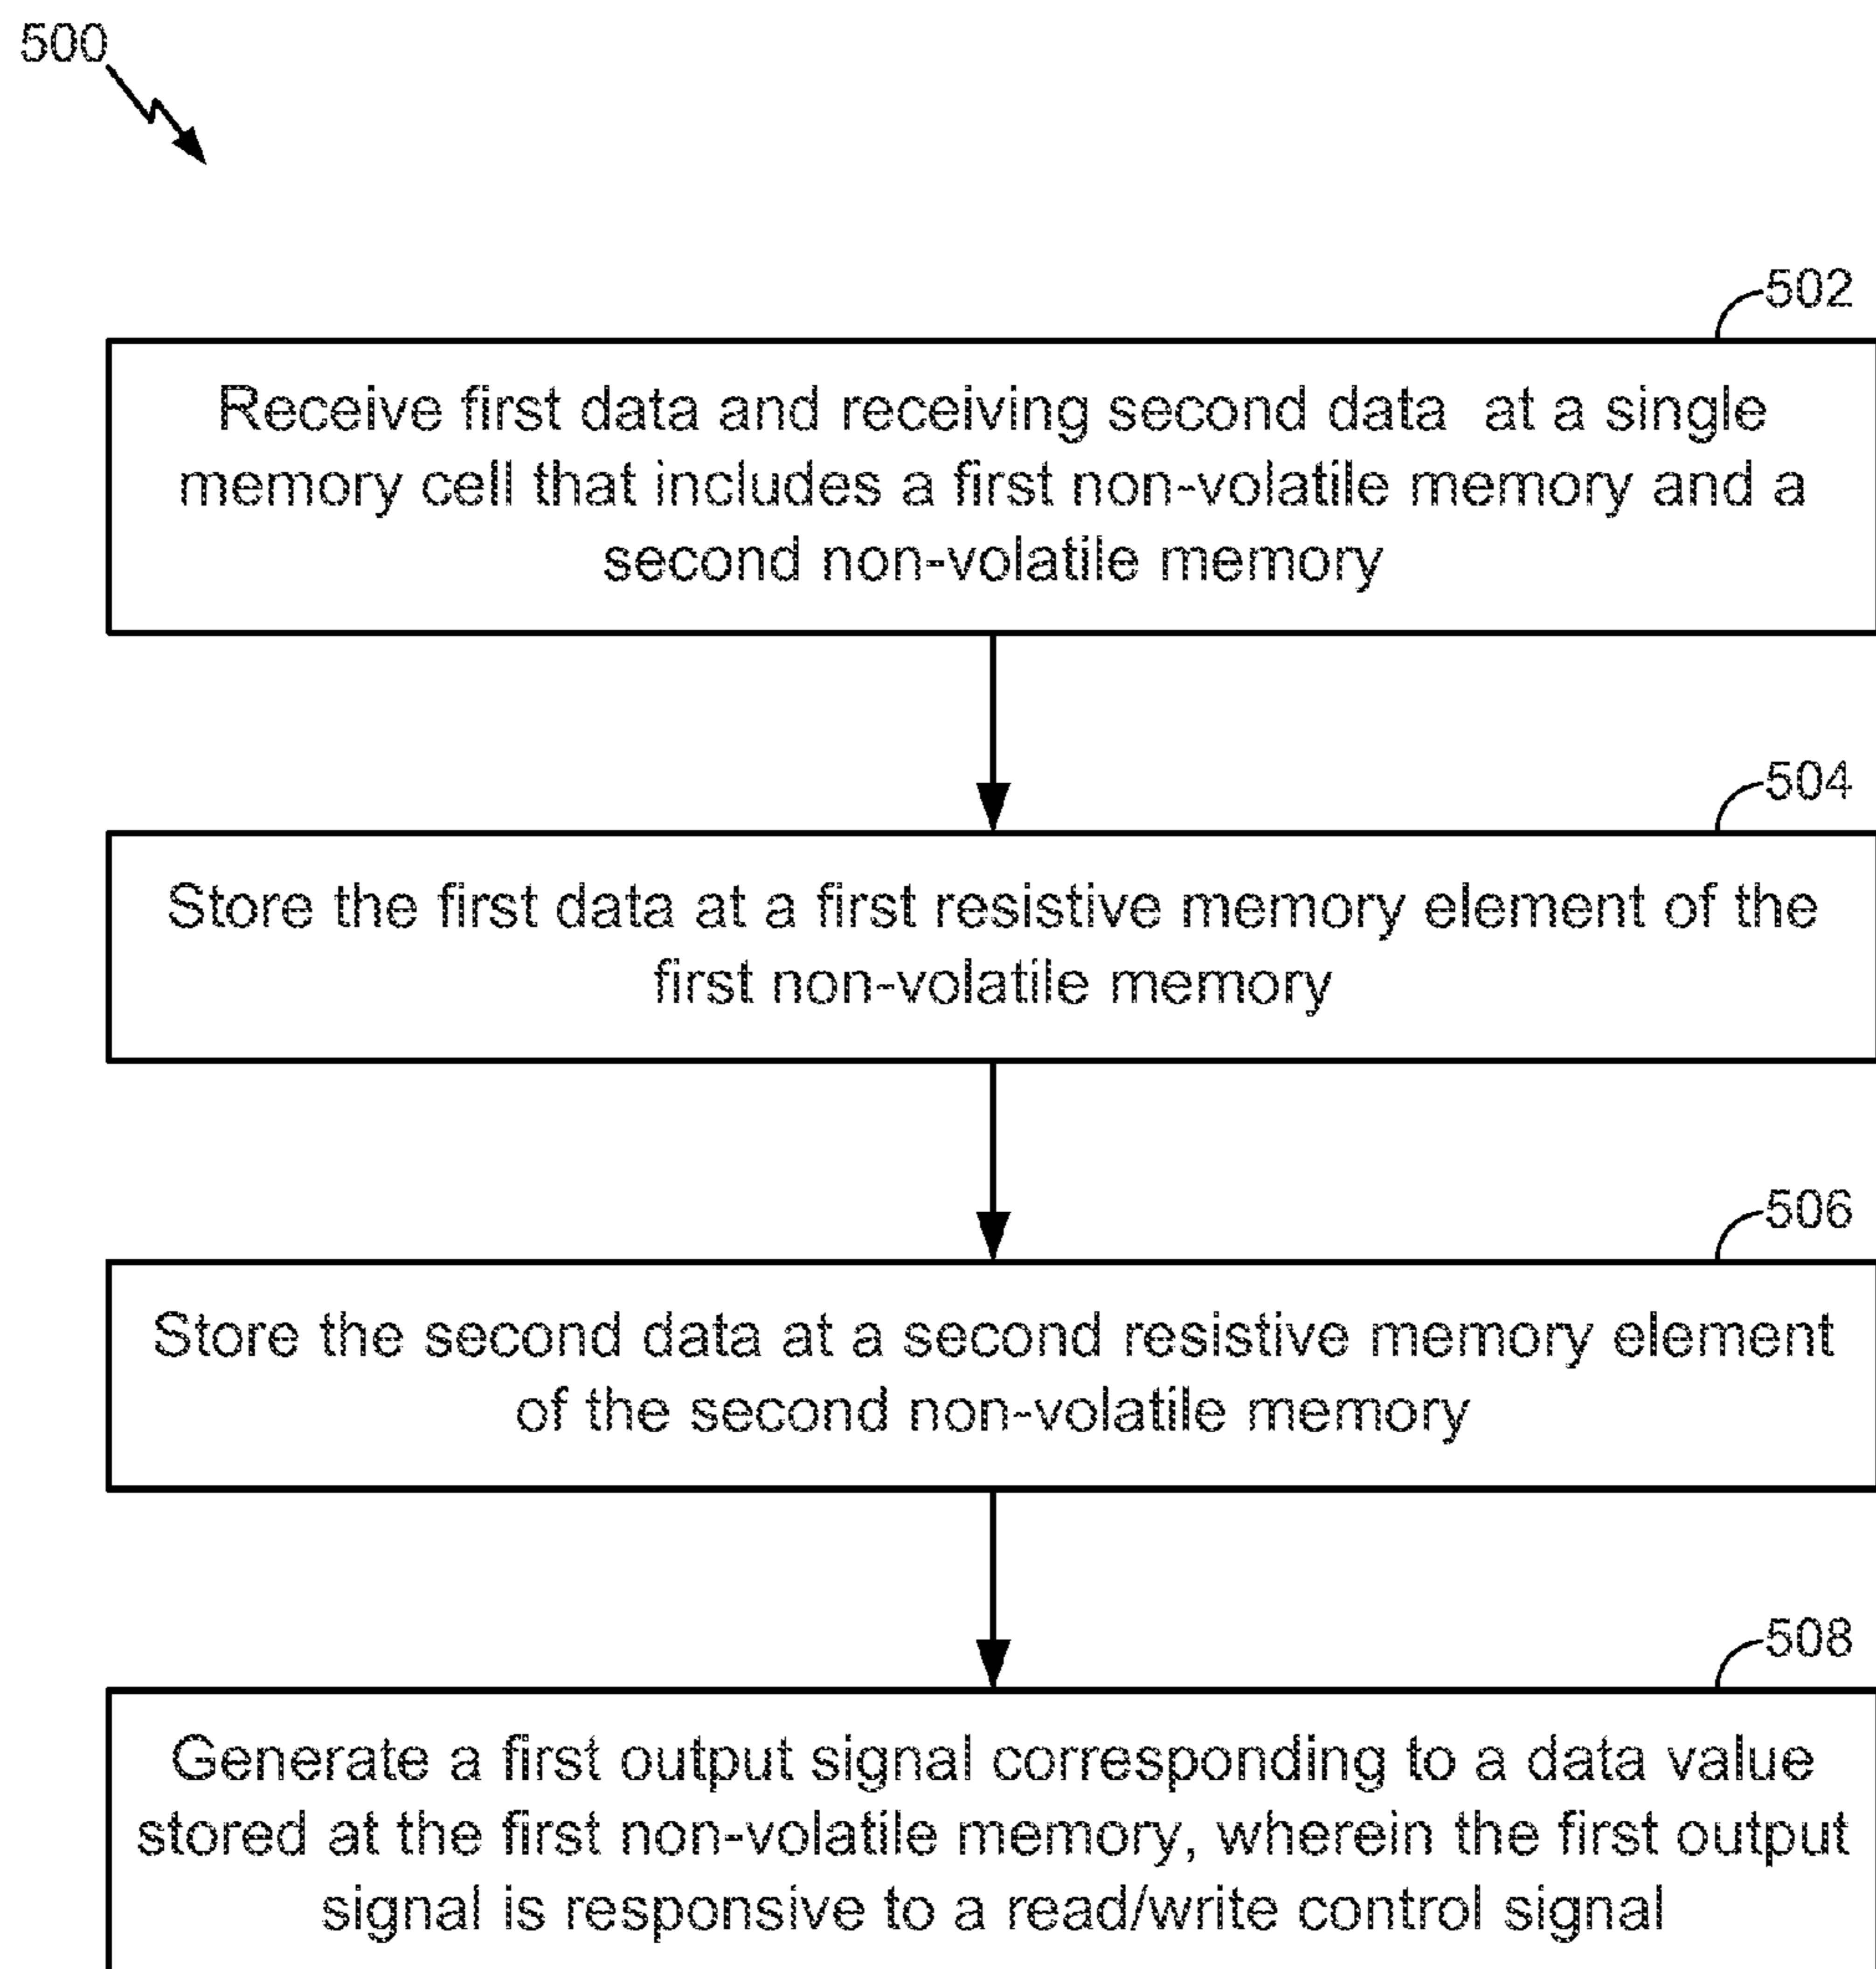 500
502
Receive first data and receiving second data at a single
memory cell that includes a first non-volatile memory and a
second non-volatile memory
504
Store the first data at a first resistive memory element of the
first non-volatile memory
506
Store the second data at a second resistive memory element
of the second non-volatile memory
508
Generate a first output signal corresponding to a data value
stored at the first non-volatile memory, wherein the first output
signal is responsive to a read/write control signal